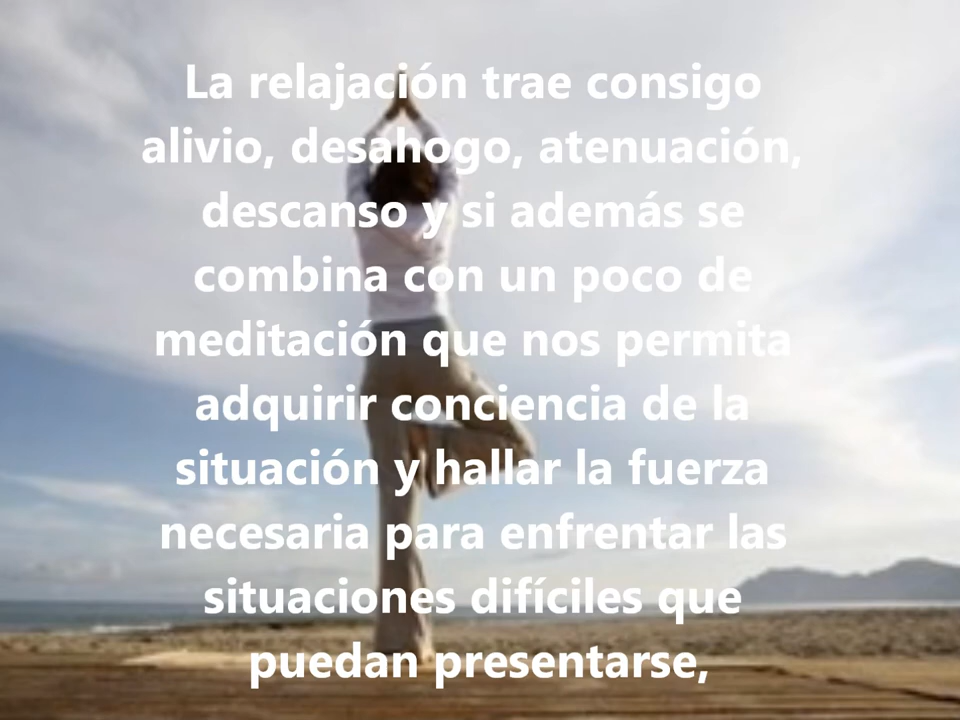 La relajación trae consigo
alivio, desahogo, atenuación,
descanso y si además se
combina con un poco de
meditación que nos permita
adquirir conciencia de la
situación y hallar la fuerza
necesaria para enfrentar las
situaciones difíciles que
puedan presentarse,